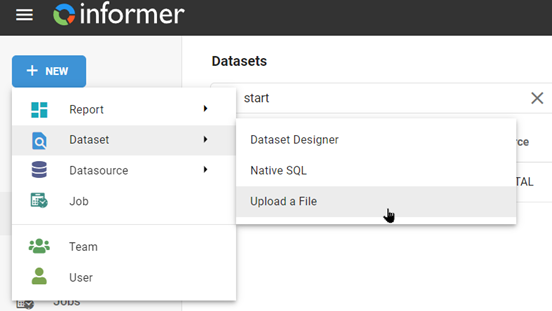 informer
+ NEW
Datasets
start
Report
Dataset
Datasource
Job
Team
User
Dataset Designer
Native SQL
Upload a File
rce
TAL
Jobs